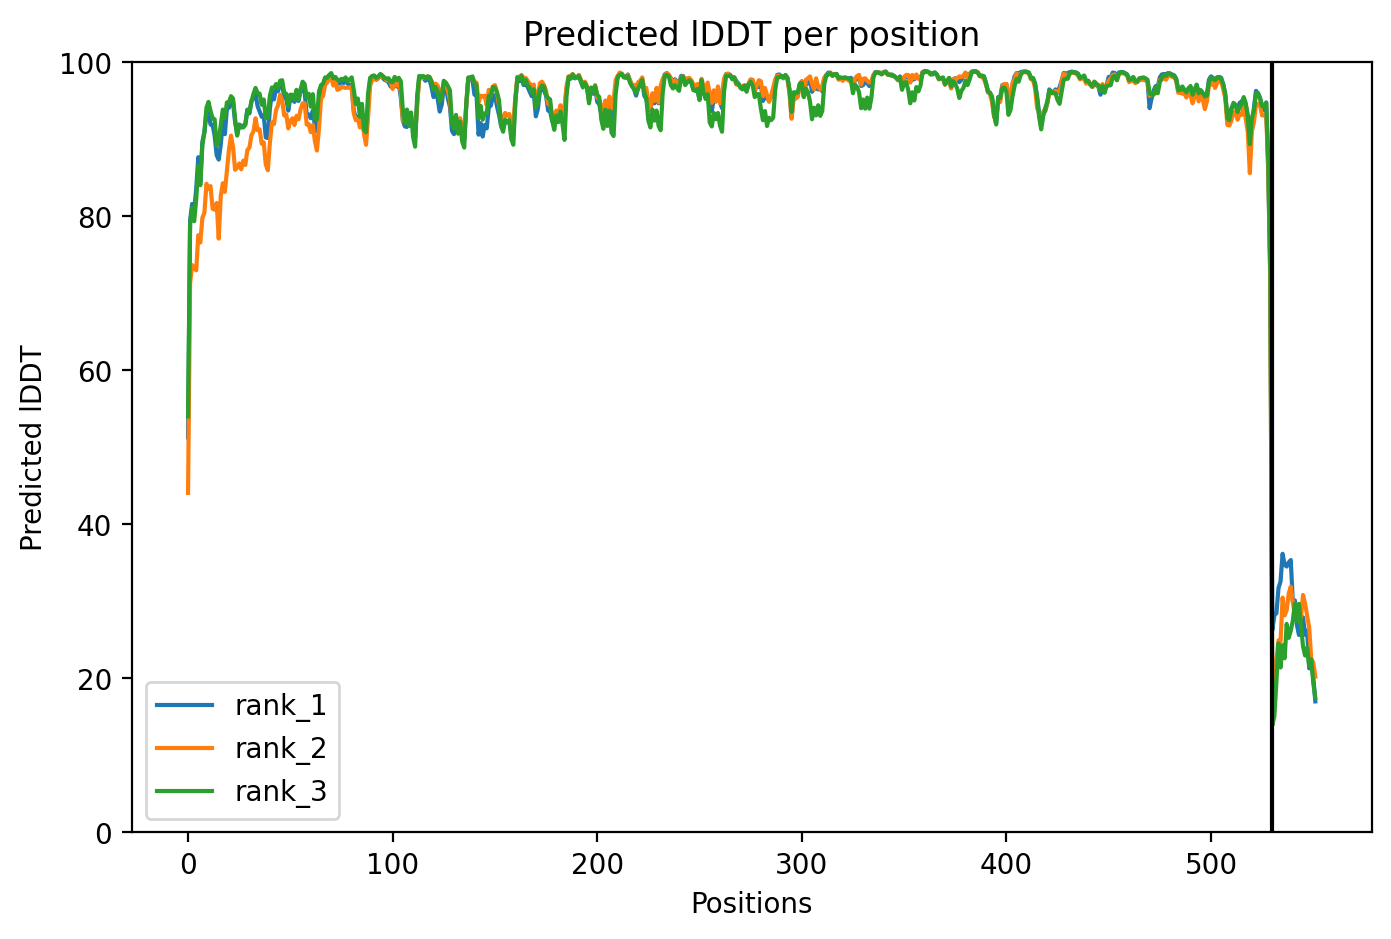 Predicted lDDT per position
100
80
60
40
20
0
Predicted lDDT
rank_1
rank_2
rank_3
0 100 200 300 400 500
Positions